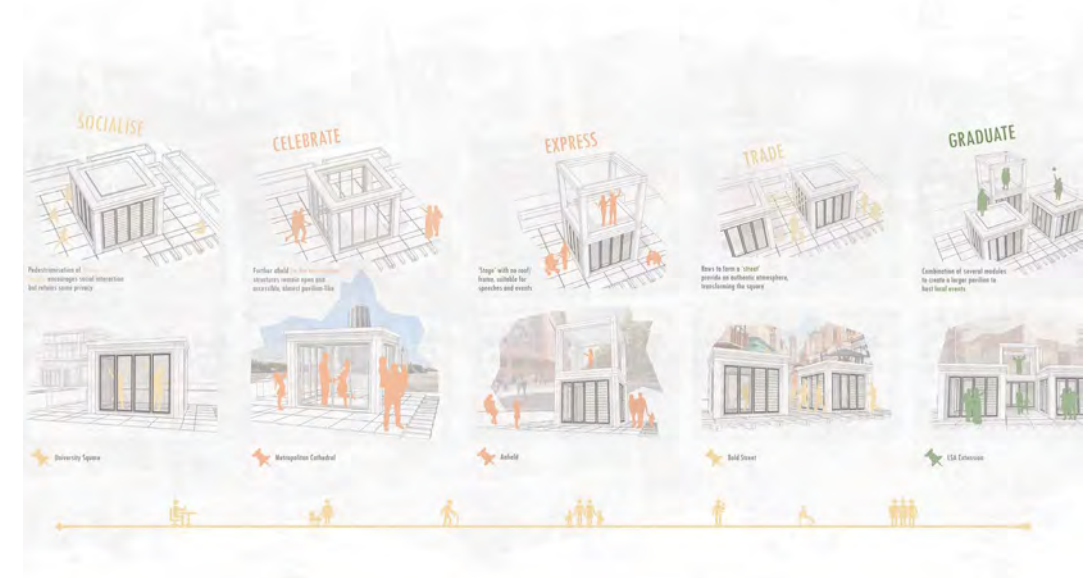 SOCIALISE
CELEBRATE
EXPRESS
TRADE
GRADUATE
Pedestrianisation of
encourages social interaction
but retains some privacy
Further afield
structures remain open and
accessible, almost pavilion-like
'Stage' with no roof/
frame, suitable for
speeches and events
Rows to form a 'street'
provide an authentic atmosphere,
transforming the square
Combination of several modules
to create a larger pavilion to
host local events
University Square
Metropolitan Cathedral
Anfield
Bold Street
LSA Extension